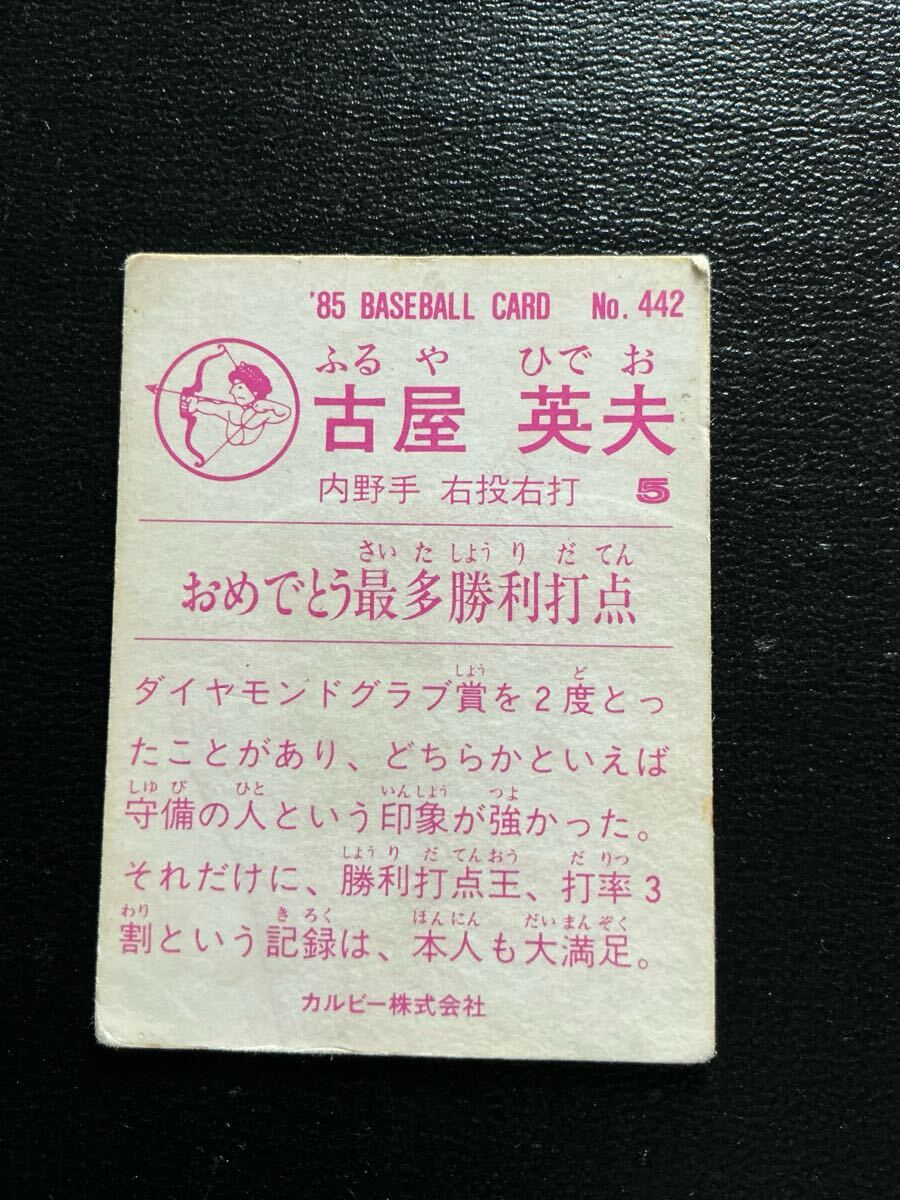 '85 BASEBALL CARD No. 442
ふるや ひでお
古屋 英夫
内野手 右投右打 5
さいたしようりだてん
おめでとう最多勝利打点
しよう ど
ダイヤモンドグラブ賞を2度とっ
たことがあり、どちらかといえば
しゆび ひと いんしよう つよ
守備の人という印象が強かった。
しようりだてんおう だりつ
それだけに、勝利打点王、打率3
わり きろく ほんにん だいまんぞく
割という記録は、本人も大満足。
カルビー株式会社